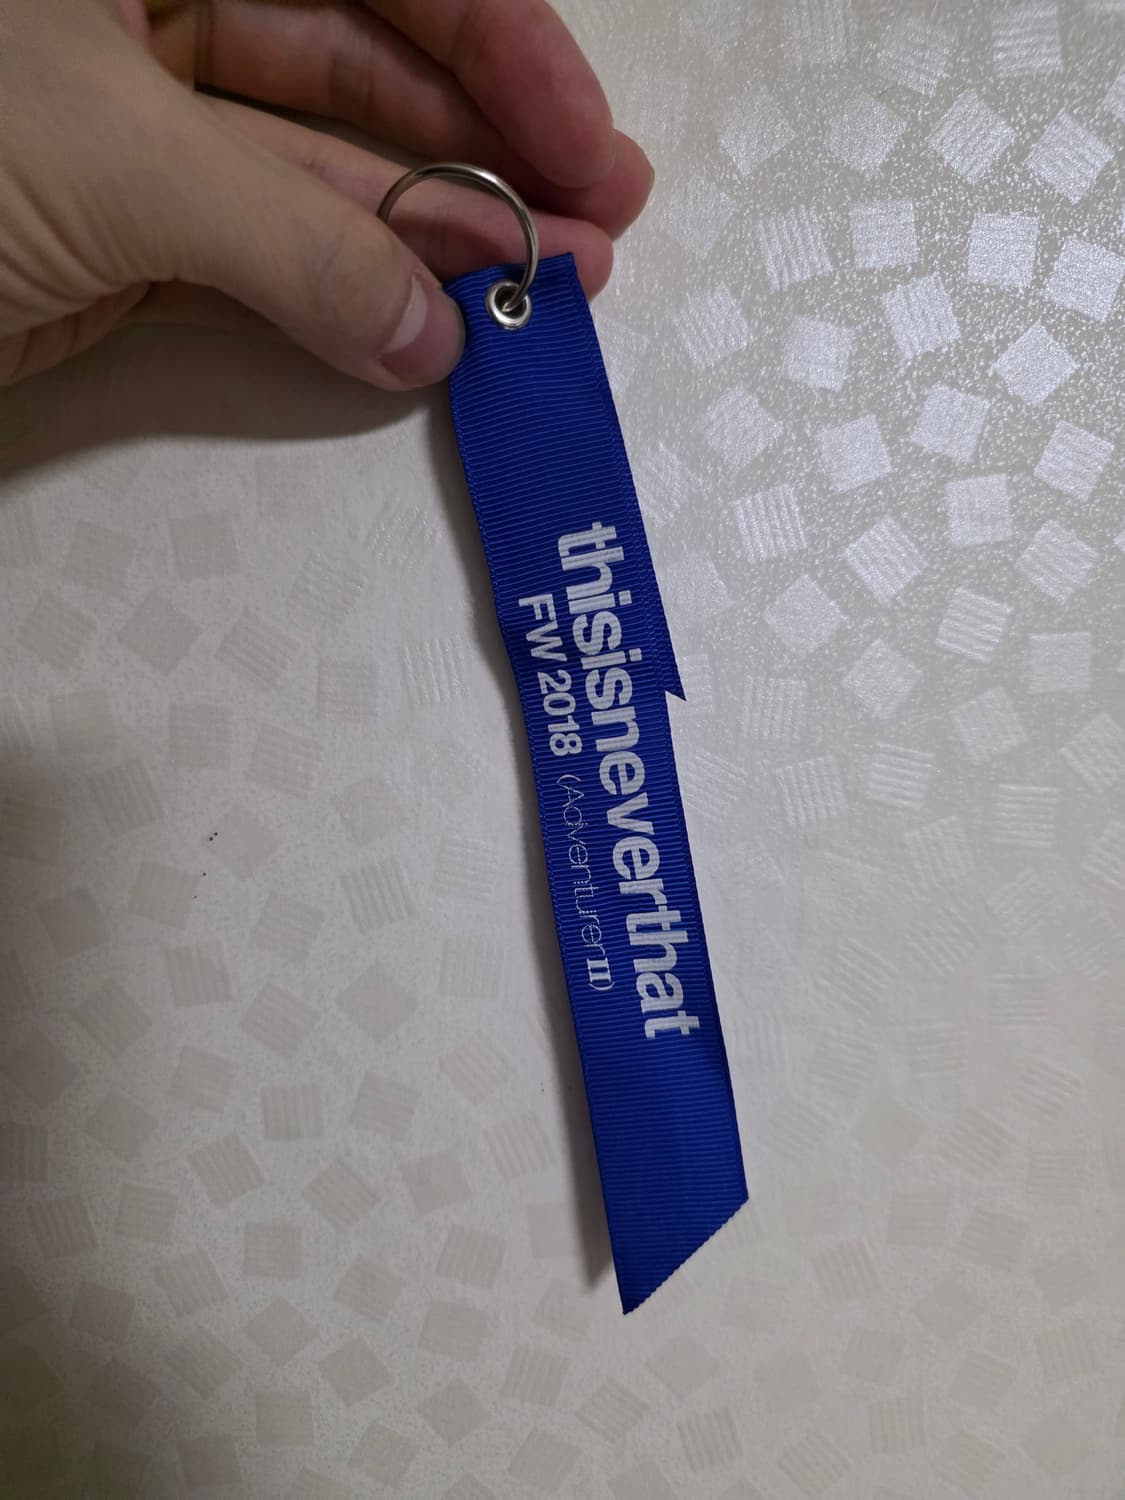 thisisneverthat
FW 2018 (Adventurer II)